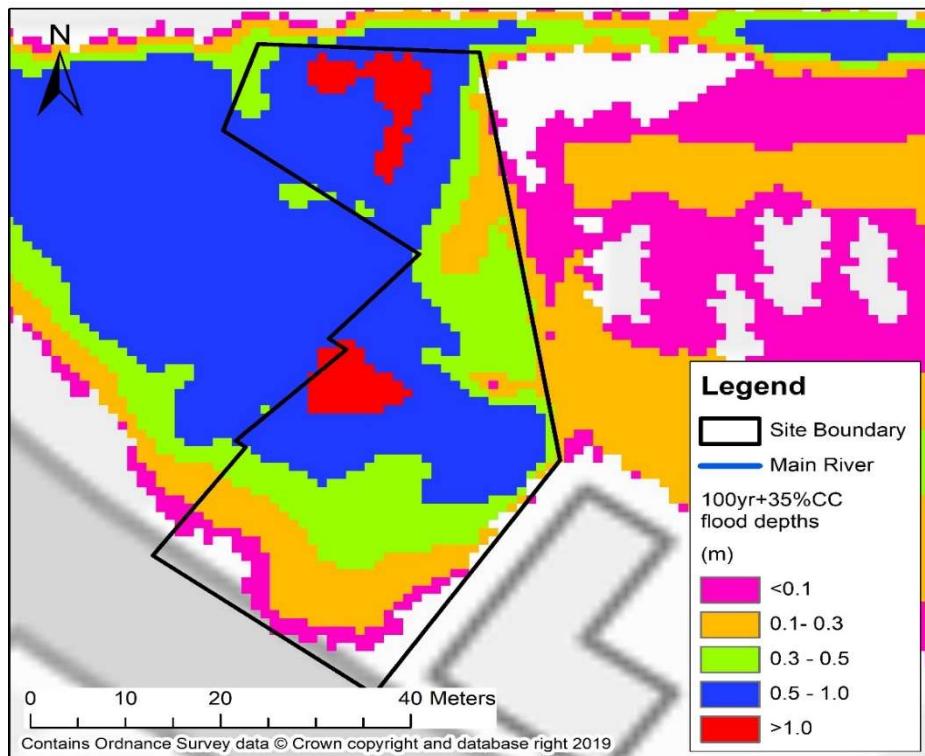 N
Legend
Site Boundary
Main River
100yr+35%CC
flood depths
(m)
<0.1
0.1- 0.3
0.3 - 0.5
0.5 - 1.0
>1.0
0 10 20 40 Meters
Contains Ordnance Survey data © Crown copyright and database right 2019